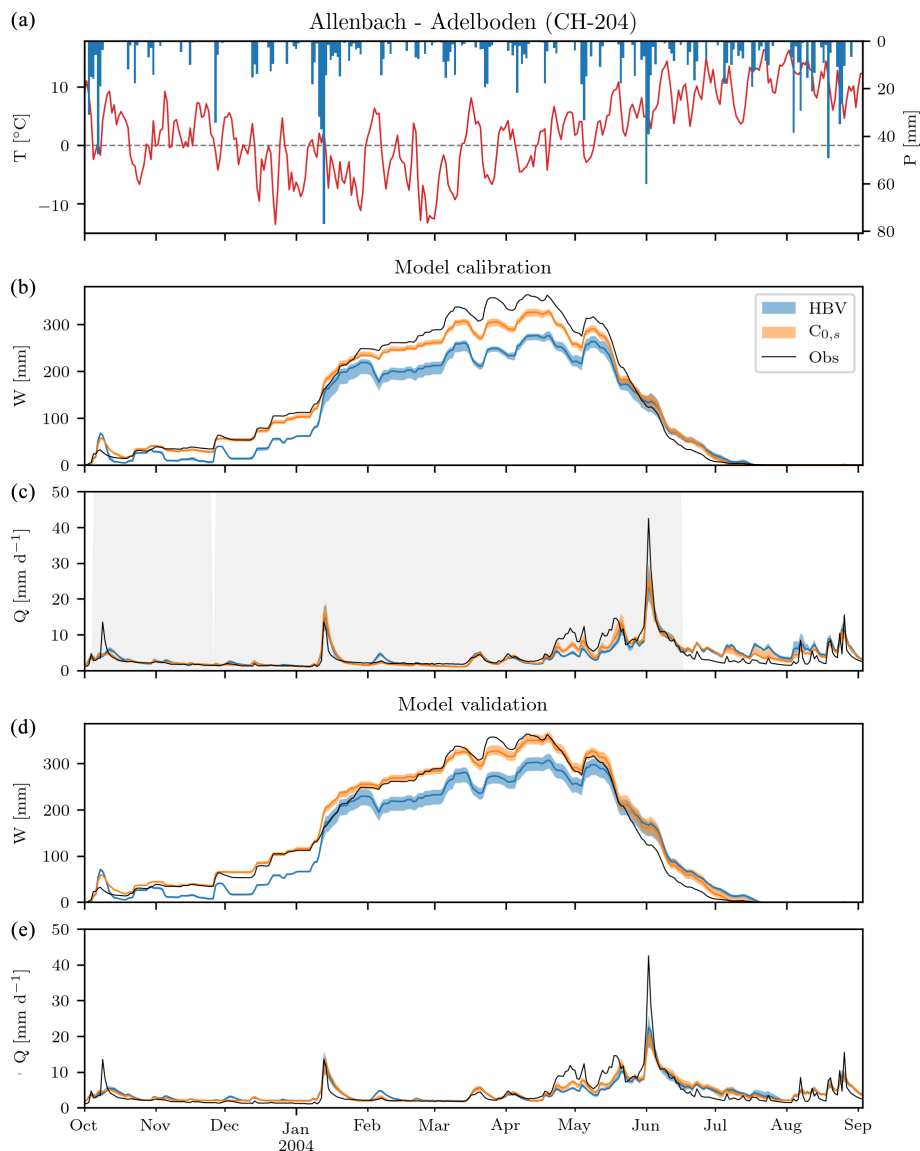 (a)
Allenbach - Adelboden (CH-204)
T [°C]
10
0
−10
0
20
40
60
80
P [mm]
Model calibration
(b)
W [mm]
300
200
100
0
HBV
C0,s
Obs
(c)
Q [mm d−1]
50
40
30
20
10
0
Model validation
(d)
W [mm]
300
200
100
0
(e)
Q [mm d−1]
50
40
30
20
10
0
Oct Nov Dec Jan Feb Mar Apr May Jun Jul Aug Sep
2004